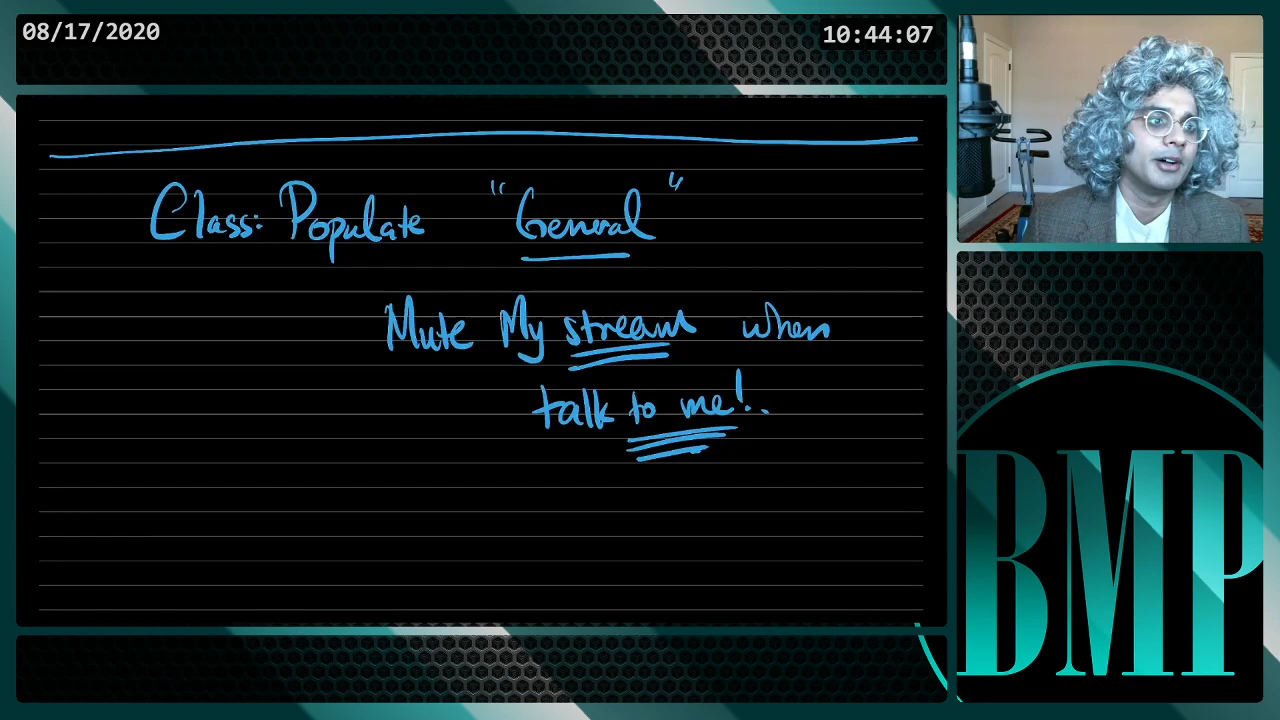 08/17/2020
10:44:07
Class: Populate "General"
Mute My stream when
talk to me!..
BMP